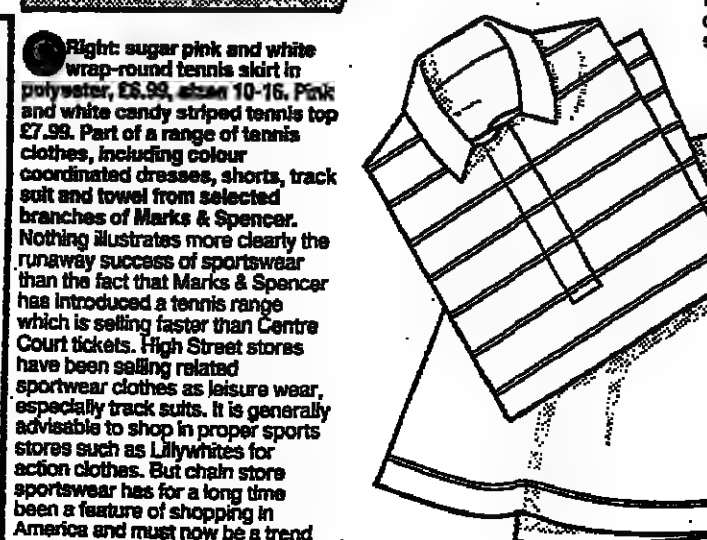 Right: sugar pink and white
wrap-round tennis skirt in
polyester, £6.99, sizes 10-16. Pink
and white candy striped tennis top
£7.99. Part of a range of tennis
clothes, including colour
coordinated dresses, shorts, track
suit and towel from selected
branches of Marks & Spencer.
Nothing illustrates more clearly the
runaway success of sportswear
than the fact that Marks & Spencer
has introduced a tennis range
which is selling faster than Centre
Court tickets. High Street stores
have been selling related
sportwear clothes as leisure wear,
especially track suits. It is generally
advisable to shop in proper sports
stores such as Lillywhites for
action clothes. But chain store
sportswear has for a long time
been a feature of shopping in
America and must now be a trend